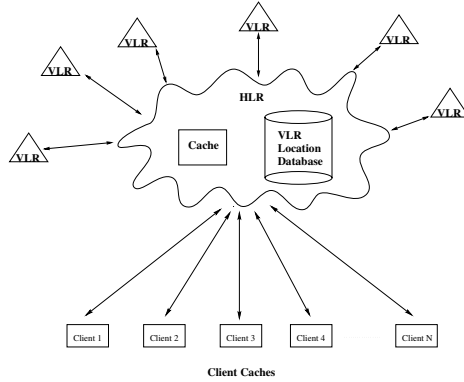 VLR
VLR
VLR
VLR
VLR
VLR
VLR
HLR
Cache
VLR
Location
Database
Client 1
Client 2
Client 3
Client 4
Client N
Client Caches